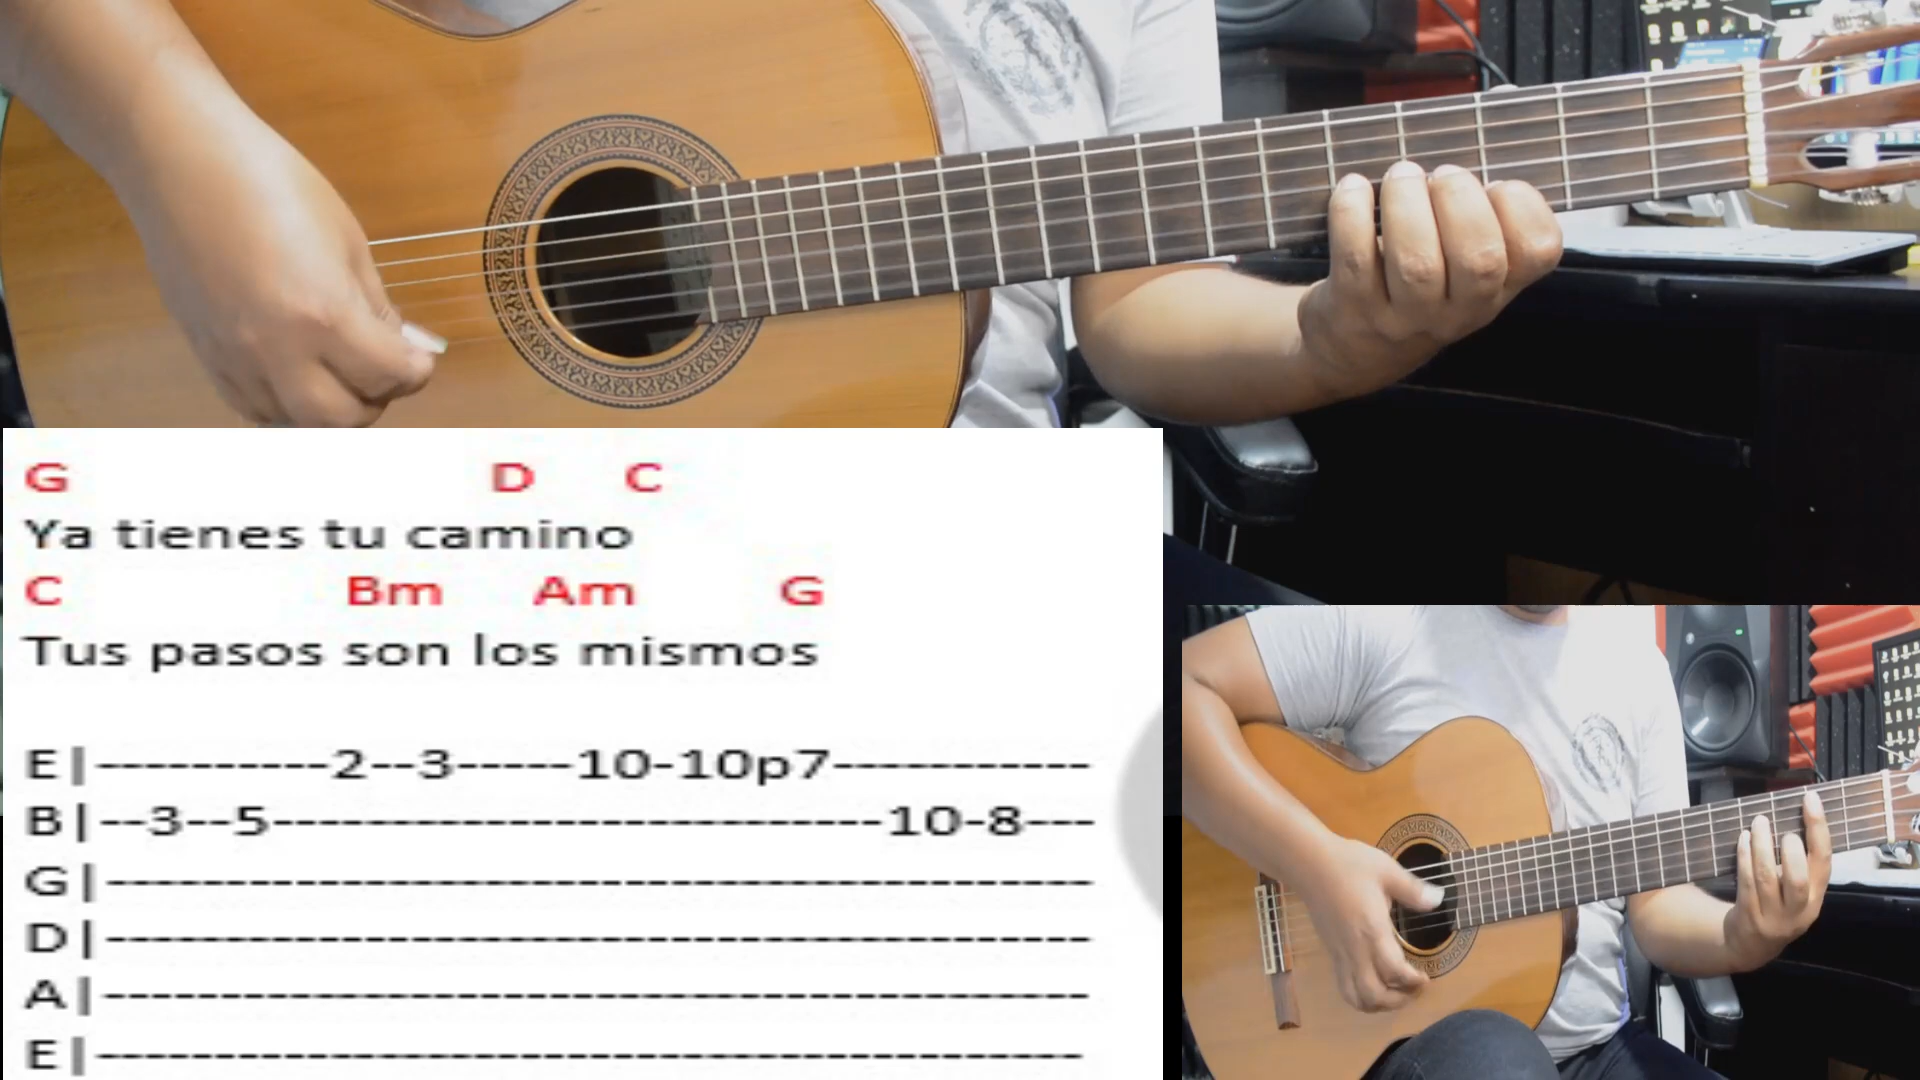 G D C
Ya tienes tu camino
C Bm Am G
Tus pasos son los mismos
E|----------2--3-----10-10p7-----------
B|--3--5--------------------------10-8---
G|------------------------------------------
D|------------------------------------------
A|------------------------------------------
E|------------------------------------------